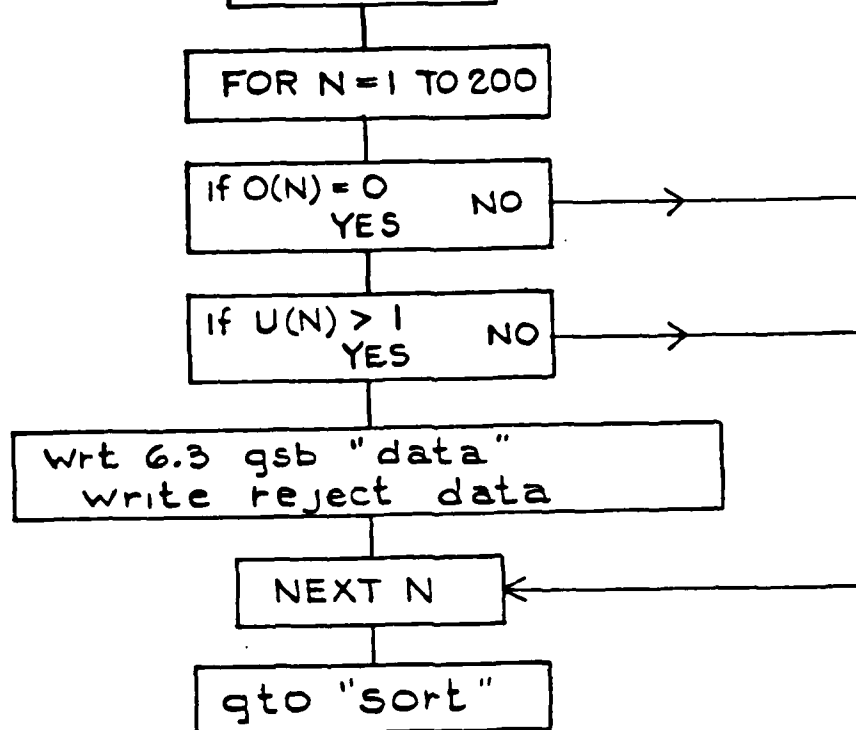 FOR N = 1 TO 200
If O(N) = 0 NO
YES
If U(N) > 1 NO
YES
wrt 6.3 gsb "data"
write reject data
NEXT N
gto "sort"